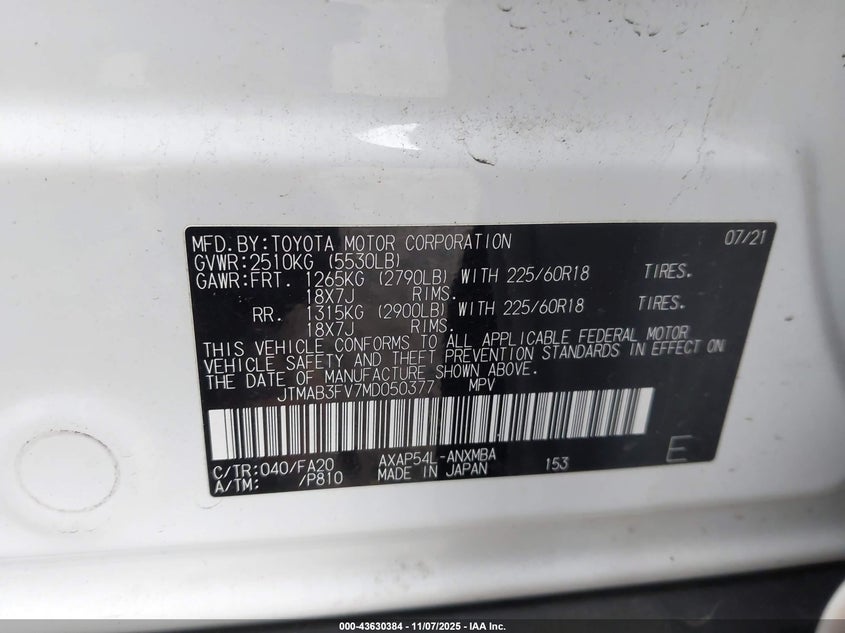 MFD.BY:TOYOTA MOTOR CORPORATION 07/21
GVWR:2510KG (5530LB)
GAWR:FRT. 1265KG (2790LB) WITH 225/60R18 TIRES.
18X7J RIMS.
RR. 1315KG (2900LB) WITH 225/60R18 TIRES.
18X7J RIMS.
THIS VEHICLE CONFORMS TO ALL APPLICABLE FEDERAL MOTOR
VEHICLE SAFETY AND THEFT PREVENTION STANDARDS IN EFFECT ON
THE DATE OF MANUFACTURE SHOWN ABOVE.
JTMAB3FV7MD050377 MPV
C/TR:040/FA20 AXAP54L-ANXMBA 153 E
A/TM: /P810 MADE IN JAPAN
000-43630384 - 11/07/2025 - IAA Inc.